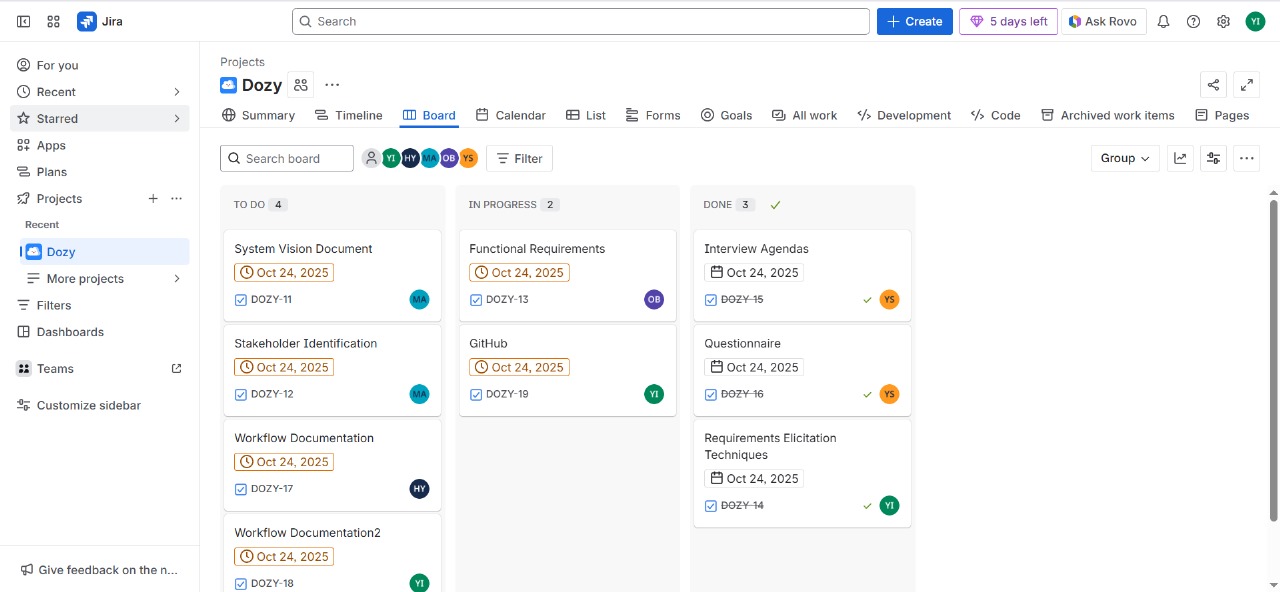 Jira
Search
Create
5 days left
Ask Rovo
YI
For you
Recent
Starred
Apps
Plans
Projects
Recent
Dozy
More projects
Filters
Dashboards
Teams
Customize sidebar
Give feedback on the n...
Projects
Dozy
Summary
Timeline
Board
Calendar
List
Forms
Goals
All work
Development
Code
Archived work items
Pages
Search board
YI
HY
MA
OB
YS
Filter
Group
TO DO 4
System Vision Document
Oct 24, 2025
DOZY-11
MA
Stakeholder Identification
Oct 24, 2025
DOZY-12
MA
Workflow Documentation
Oct 24, 2025
DOZY-17
HY
Workflow Documentation2
Oct 24, 2025
DOZY-18
YI
IN PROGRESS 2
Functional Requirements
Oct 24, 2025
DOZY-13
OB
GitHub
Oct 24, 2025
DOZY-19
YI
DONE 3
Interview Agendas
Oct 24, 2025
DOZY-15
YS
Questionnaire
Oct 24, 2025
DOZY-16
YS
Requirements Elicitation
Techniques
Oct 24, 2025
DOZY-14
YI